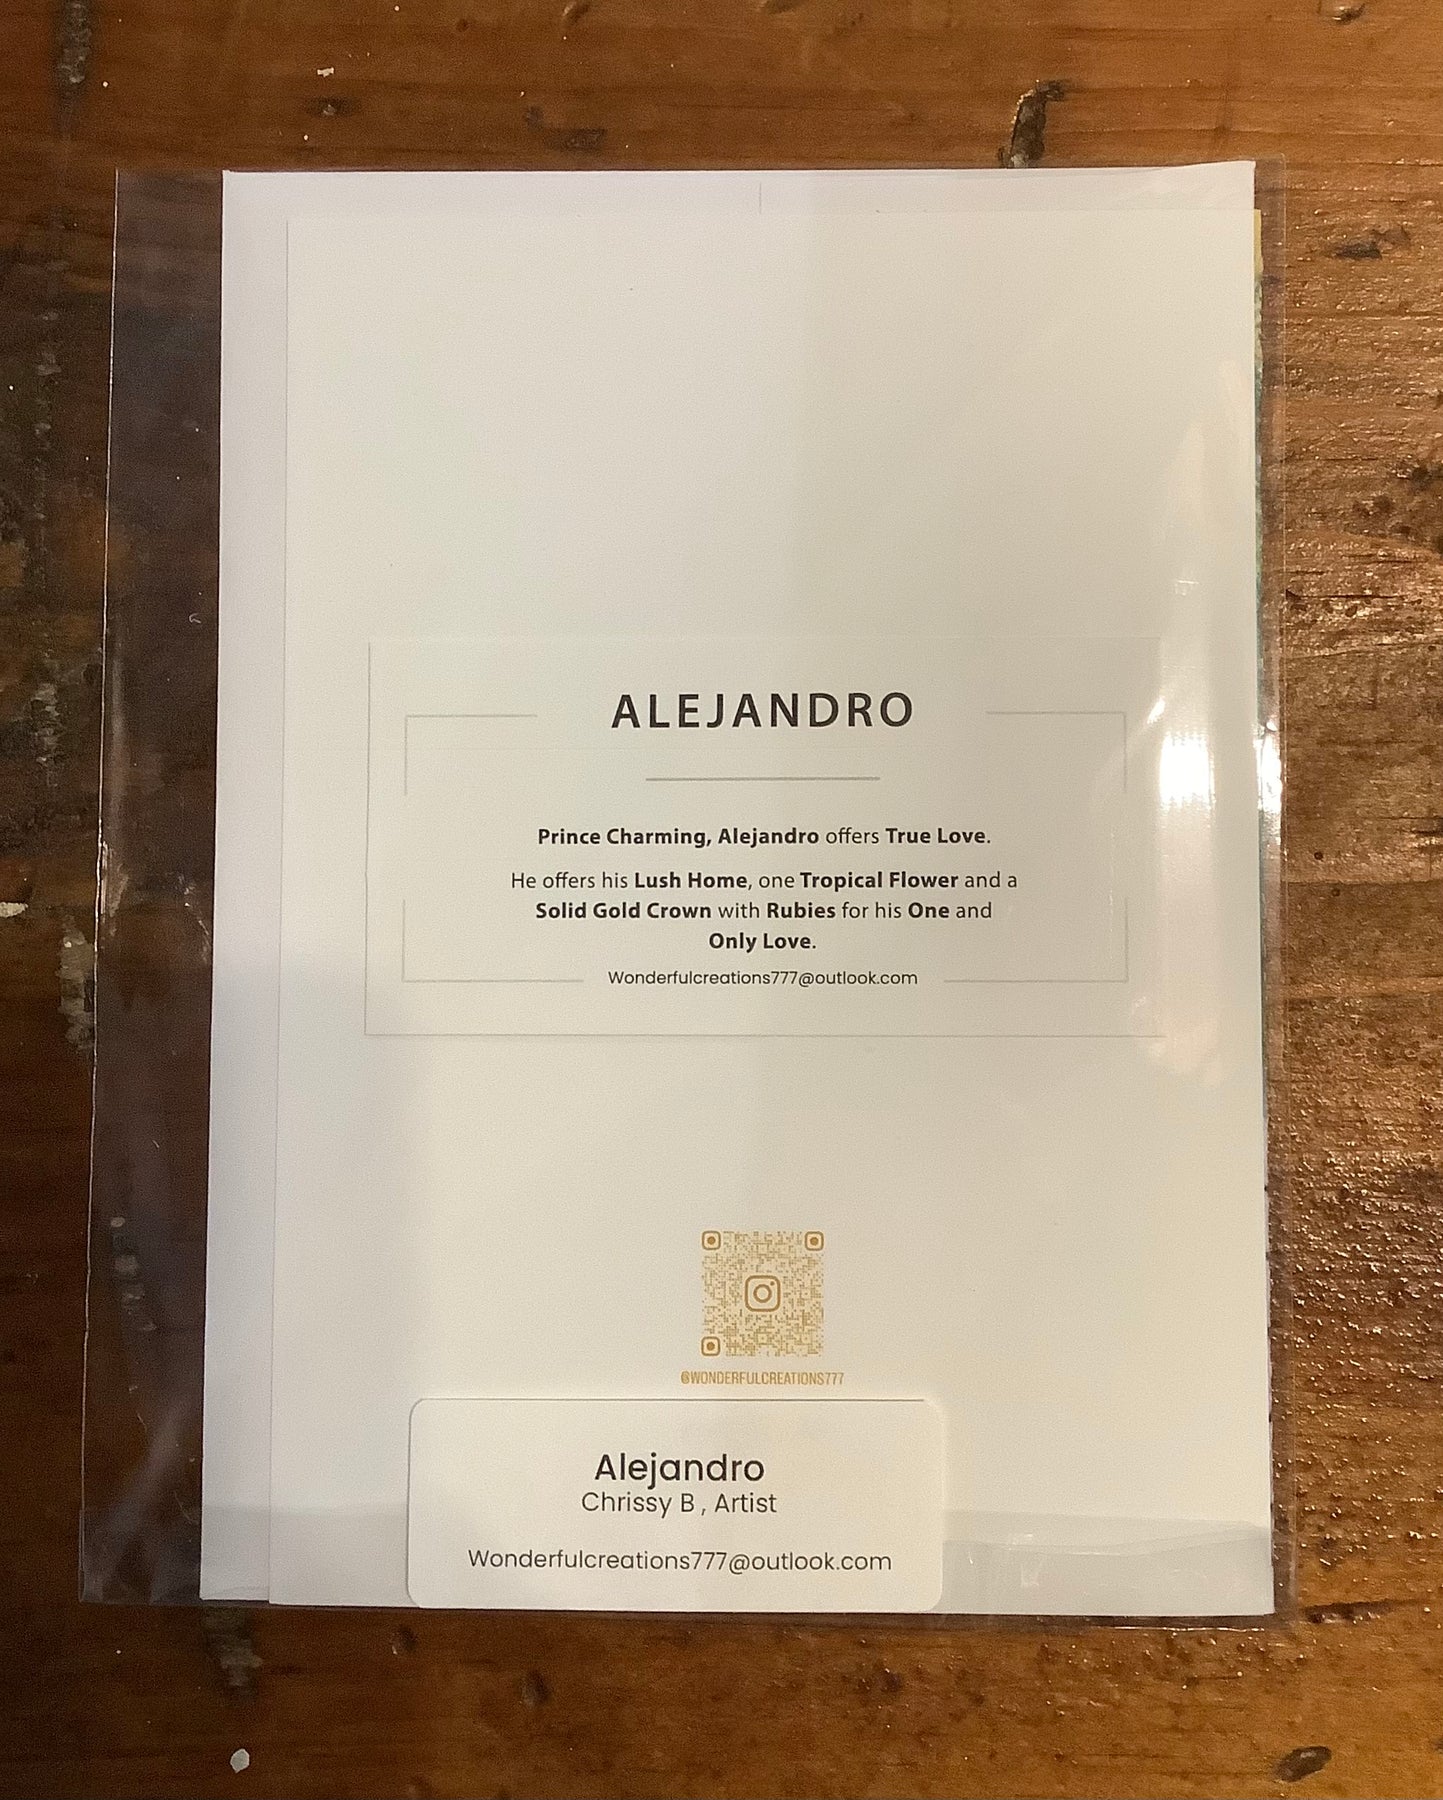 ALEJANDRO
Prince Charming, Alejandro offers True Love.
He offers his Lush Home, one Tropical Flower and a
Solid Gold Crown with Rubies for his One and
Only Love.
Wonderfulcreations777@outlook.com
@WONDERFULCREATIONS777
Alejandro
Chrissy B , Artist
Wonderfulcreations777@outlook.com